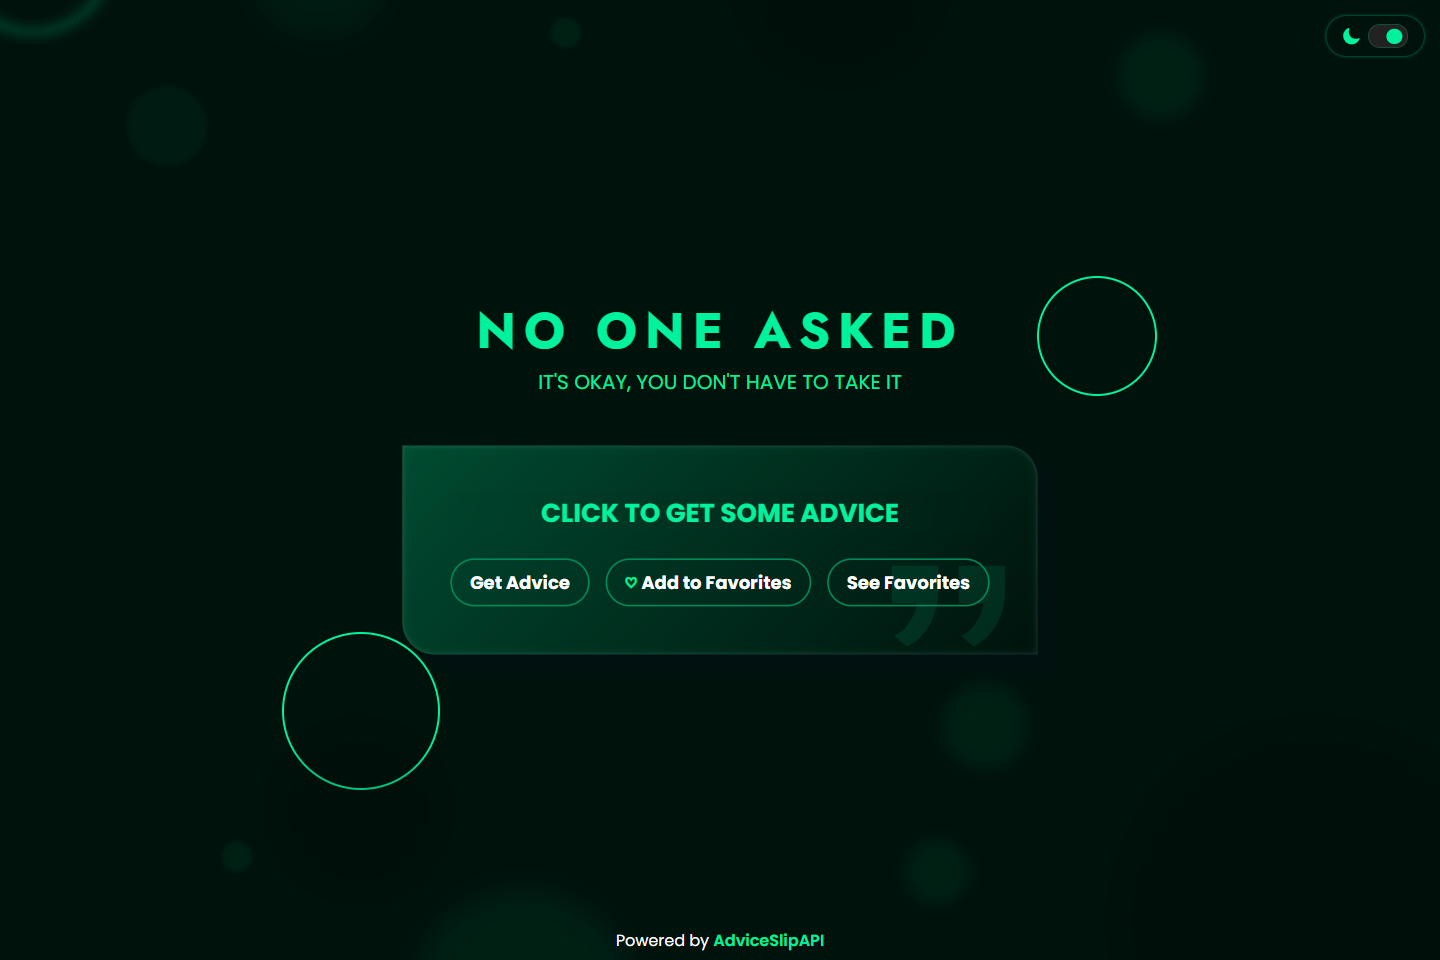 NO ONE ASKED
IT'S OKAY, YOU DON'T HAVE TO TAKE IT
CLICK TO GET SOME ADVICE
Get Advice
Add to Favorites
See Favorites
Powered by AdviceSlipAPI